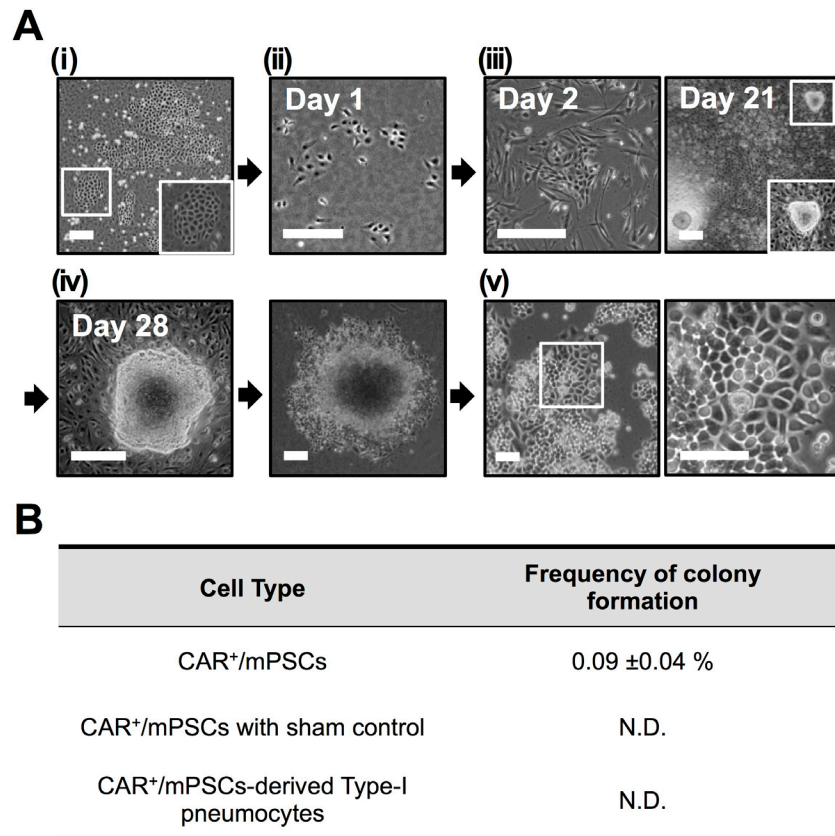 A
(i)
(ii)
(iii)
Day 1
Day 2
Day 21
(iv)
(v)
Day 28
B
Cell Type
Frequency of colony
formation
CAR+/mPSCs
0.09 ±0.04 %
CAR+/mPSCs with sham control
N.D.
CAR+/mPSCs-derived Type-I
pneumocytes
N.D.